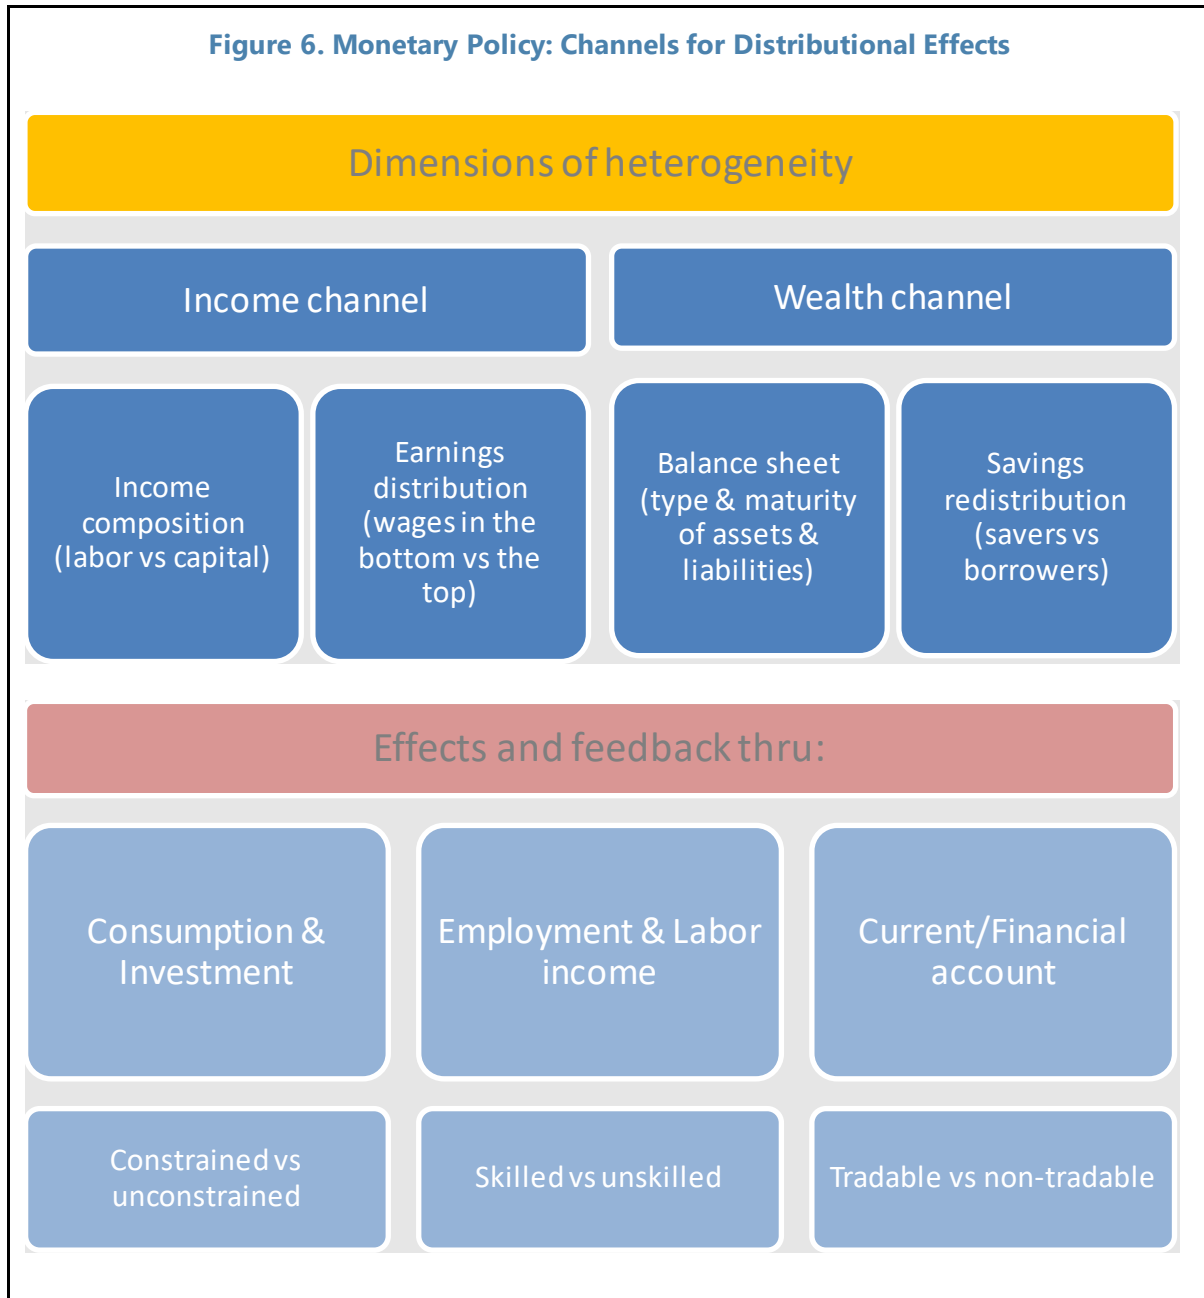 Figure 6. Monetary Policy: Channels for Distributional Effects
Dimensions of heterogeneity
Income channel
Wealth channel
Income
composition
(labor vs capital)
Earnings
distribution
(wages in the
bottom vs the
top)
Balance sheet
(type & maturity
of assets &
liabilities)
Savings
redistribution
(savers vs
borrowers)
Effects and feedback thru:
Consumption &
Investment
Employment & Labor
income
Current/Financial
account
Constrained vs
unconstrained
Skilled vs unskilled
Tradable vs non-tradable